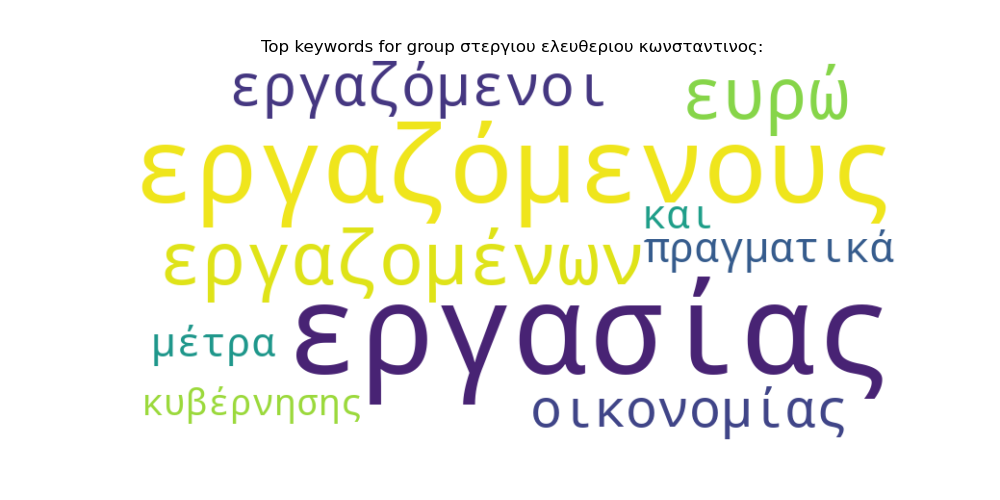 Top keywords for group στεργιου ελευθεριου κωνσταντινος:
εργαζόμενοι
ευρώ
εργαζόμενους
και
εργαζομένων
πραγματικά
εργασίας
μέτρα
κυβέρνησης
οικονομίας